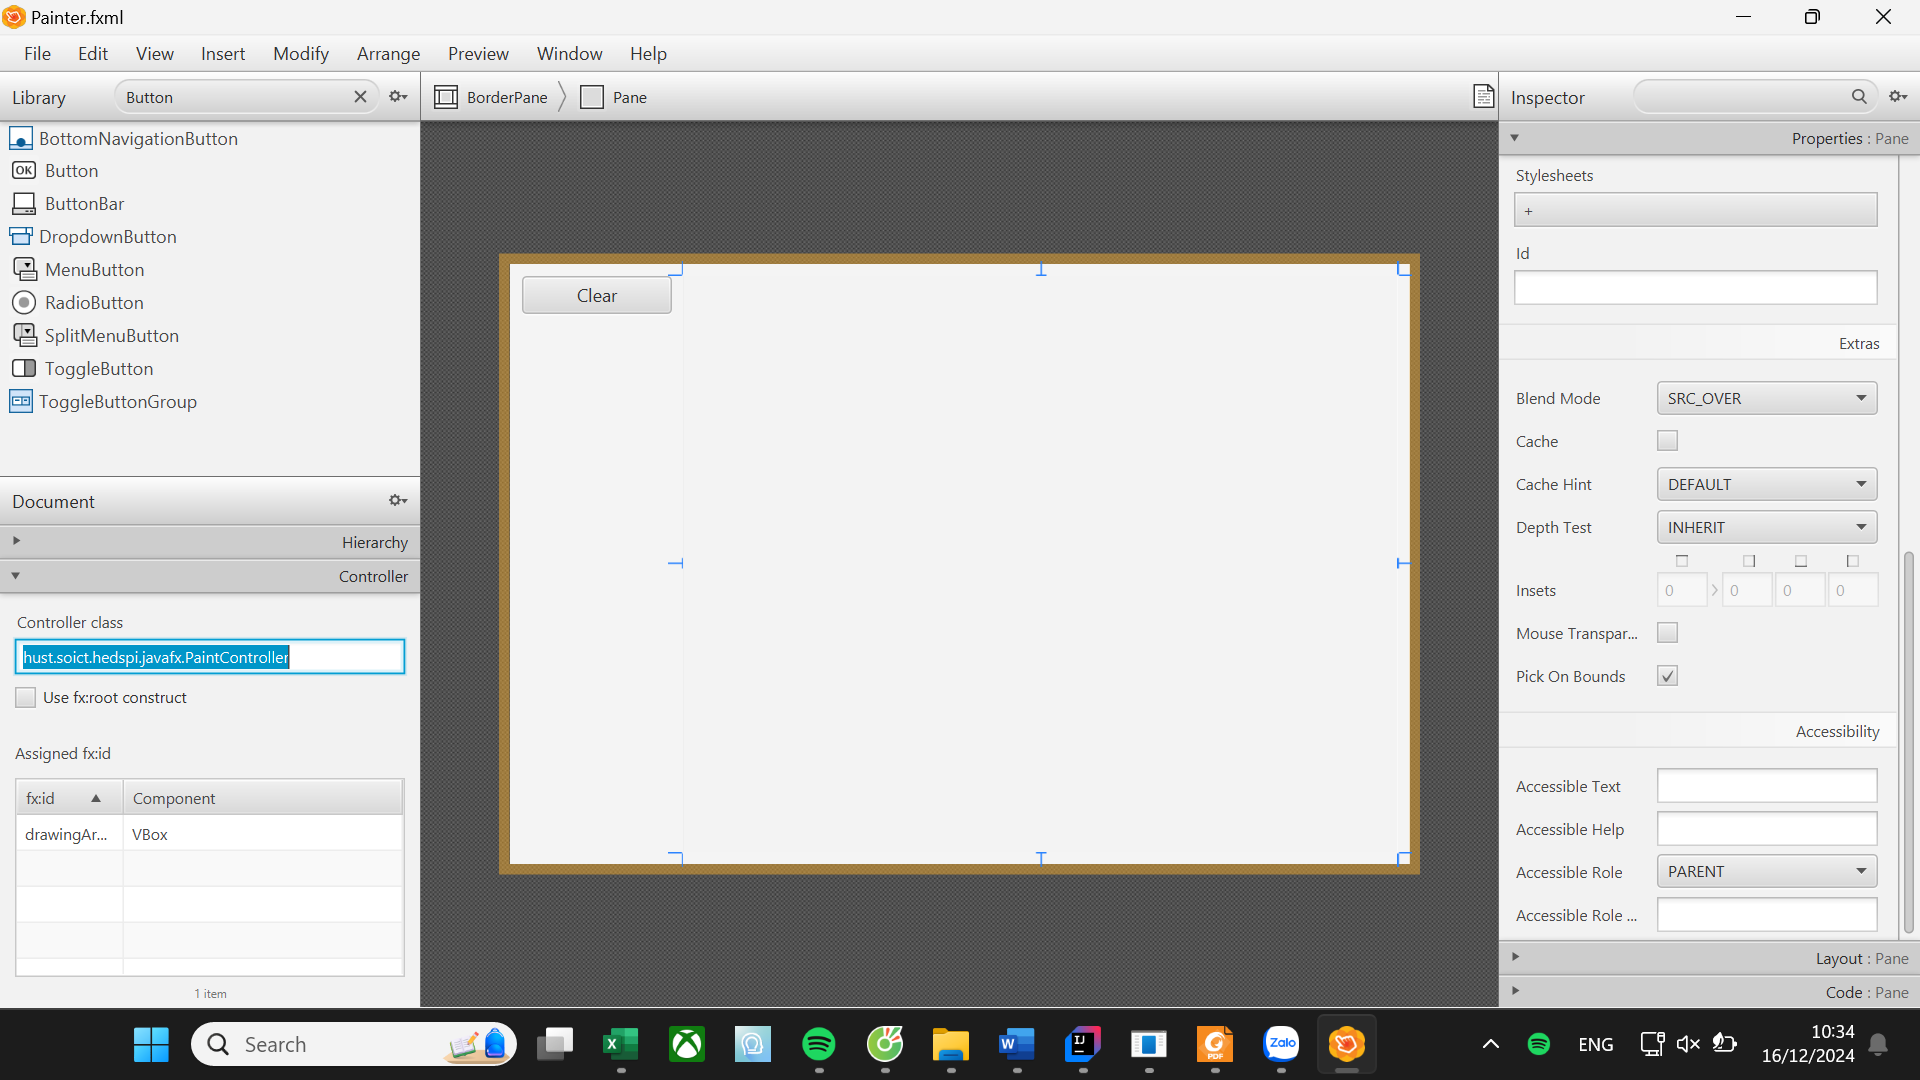 Painter.fxml
File Edit View Insert Modify Arrange Preview Window Help
Library Button
BorderPane Pane
Inspector
BottomNavigationButton
Button
ButtonBar
DropdownButton
MenuButton
RadioButton
SplitMenuButton
ToggleButton
ToggleButtonGroup
Document
Hierarchy
Controller
Controller class
hust.soict.hedspi.javafx.PaintController
Use fx:root construct
Assigned fx:id
fx:id Component
drawingAr... VBox
1 item
Clear
Properties : Pane
Stylesheets
+
Id
Extras
Blend Mode SRC_OVER
Cache
Cache Hint DEFAULT
Depth Test INHERIT
Insets 0 0 0 0
Mouse Transpar...
Pick On Bounds
Accessibility
Accessible Text
Accessible Help
Accessible Role PARENT
Accessible Role ...
Layout : Pane
Code : Pane
Search
ENG
10:34
16/12/2024
OK
X
W
IJ
PDF
Zalo